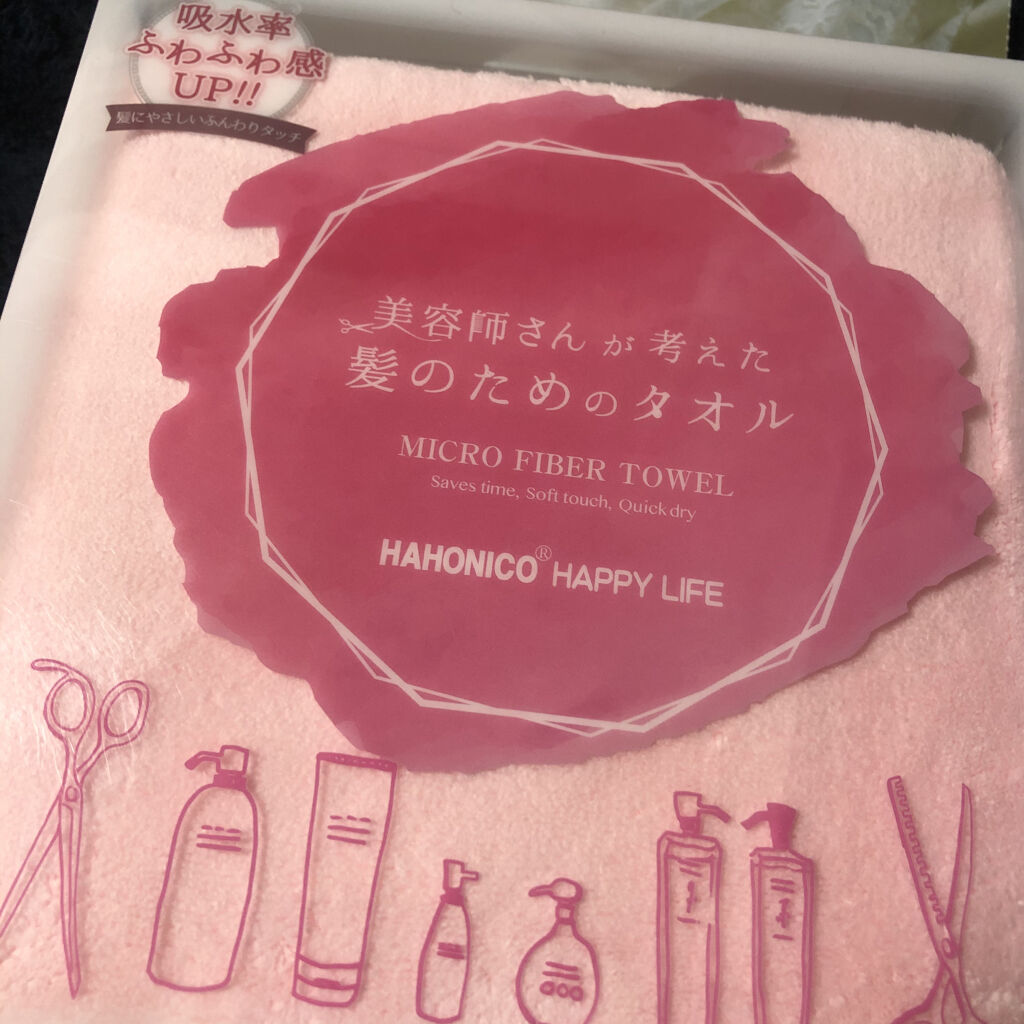 吸水率
ふわふわ感
UP!!
髪にやさしいふんわりタッチ
美容師さんが考えた
髪のためのタオル
MICRO FIBER TOWEL
Saves time, Soft touch, Quick dry
HAHONICO® HAPPY LIFE